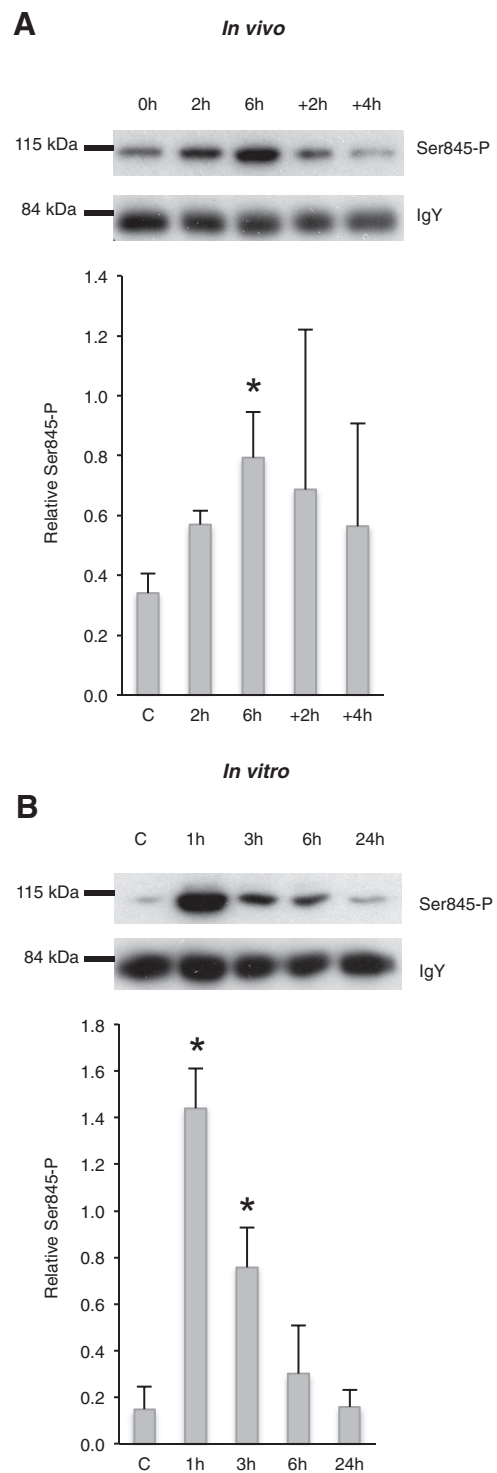 A
In vivo
0h 2h 6h +2h +4h
115 kDa
Ser845-P
84 kDa
IgY
1.4
1.2
1.0
0.8
0.6
0.4
0.2
0.0
Relative Ser845-P
*
C 2h 6h +2h +4h
In vitro
B
C 1h 3h 6h 24h
115 kDa
Ser845-P
84 kDa
IgY
1.8
1.6
1.4
1.2
1.0
0.8
0.6
0.4
0.2
0.0
Relative Ser845-P
*
*
C 1h 3h 6h 24h